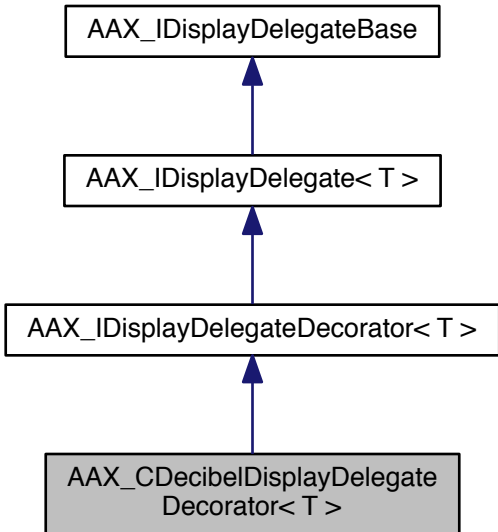 AAX_IDisplayDelegateBase
AAX_IDisplayDelegate< T >
AAX_IDisplayDelegateDecorator< T >
AAX_CDecibelDisplayDelegate
Decorator< T >